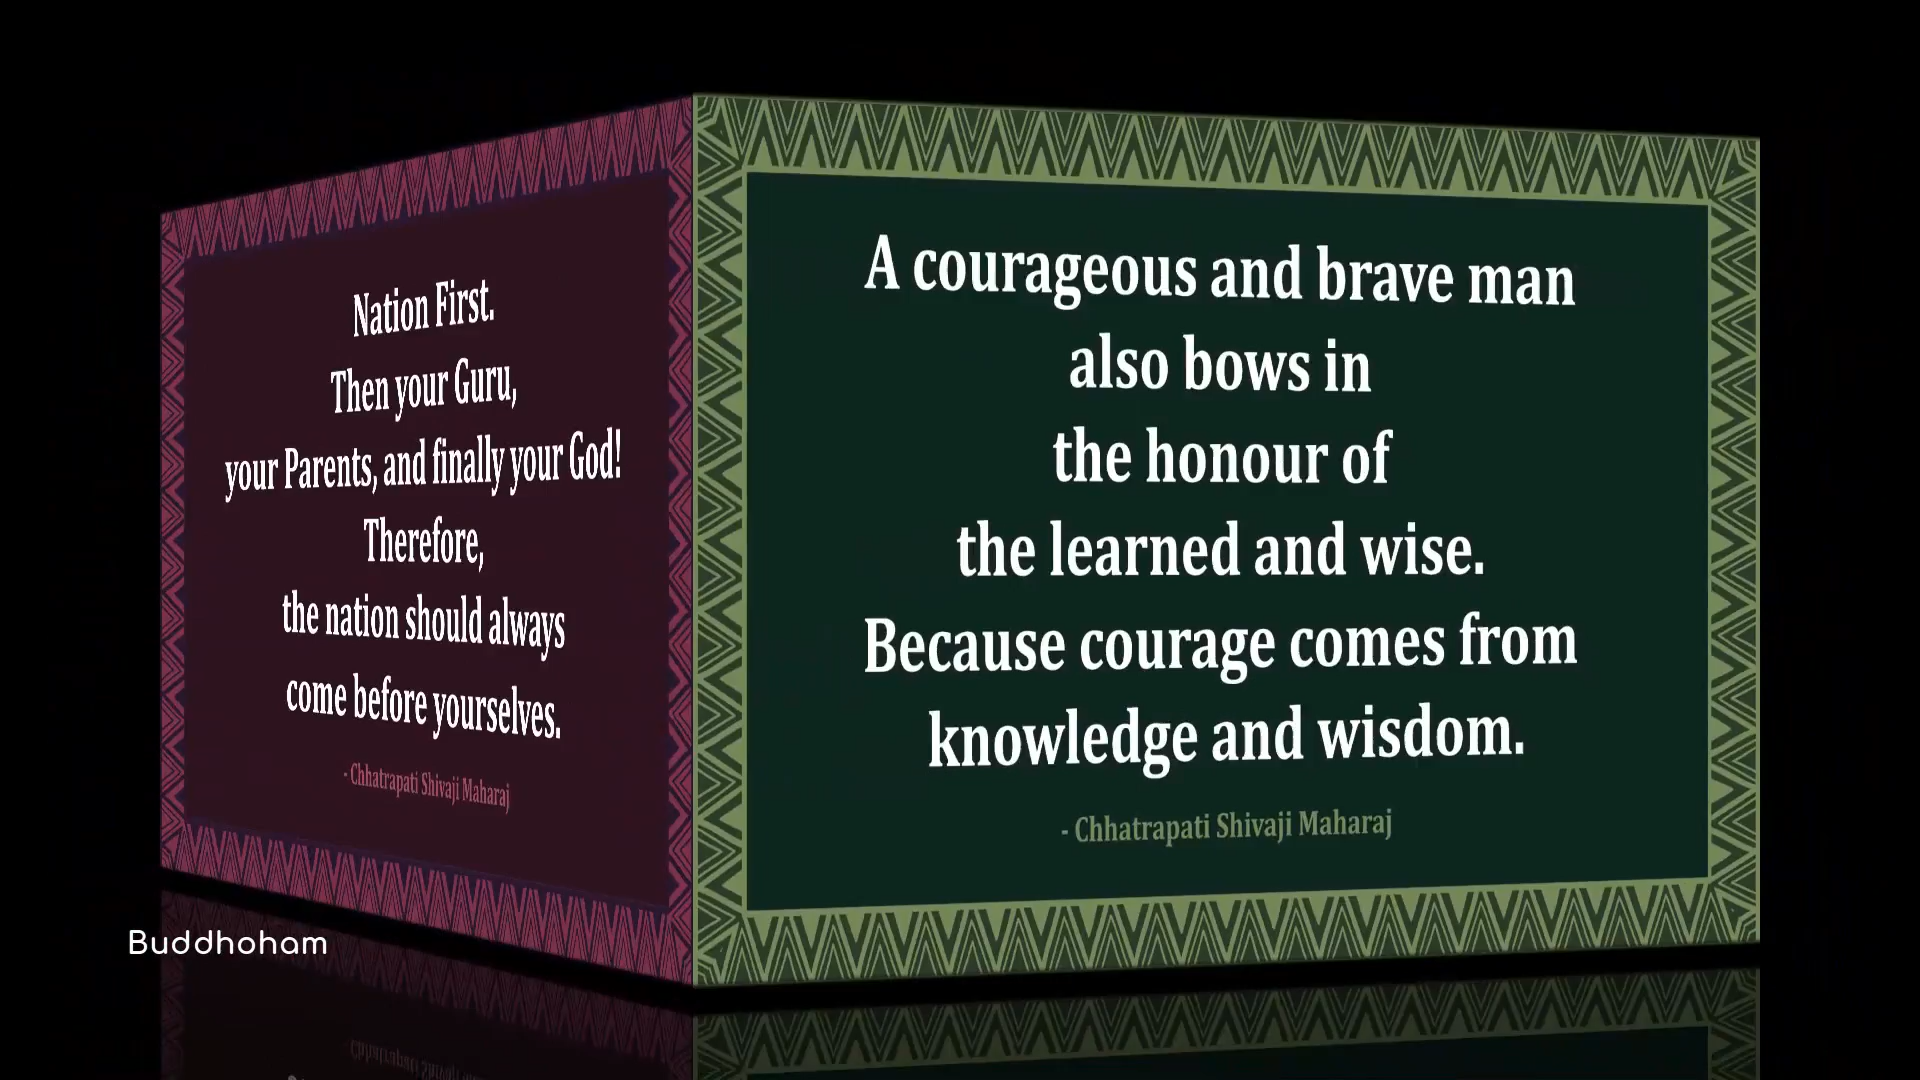 Nation First.
Then your Guru,
your Parents, and finally your God!
Therefore,
the nation should always
come before yourselves.
- Chhatrapati Shivaji Maharaj
A courageous and brave man
also bows in
the honour of
the learned and wise.
Because courage comes from
knowledge and wisdom.
- Chhatrapati Shivaji Maharaj
Buddhoham